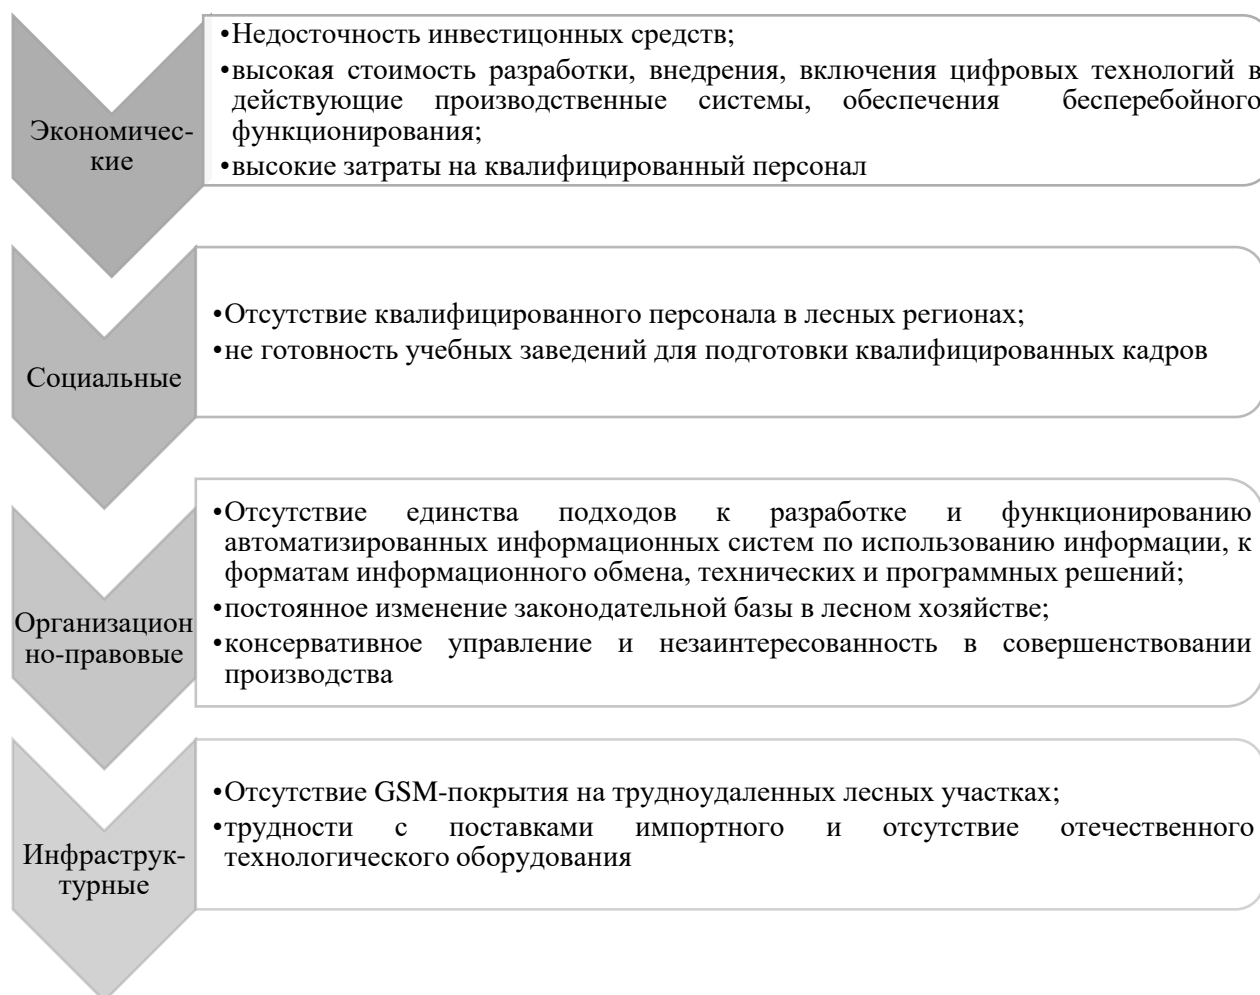 Экономичес-
кие
•Недосточность инвестицонных средств;
•высокая стоимость разработки, внедрения, включения цифровых технологий в
действующие производственные системы, обеспечения бесперебойного
функционирования;
•высокие затраты на квалифицированный персонал
Социальные
•Отсутствие квалифицированного персонала в лесных регионах;
•не готовность учебных заведений для подготовки квалифицированных кадров
Организацион
но-правовые
•Отсутствие единства подходов к разработке и функционированию
автоматизированных информационных систем по использованию информации, к
форматам информационного обмена, технических и программных решений;
•постоянное изменение законодательной базы в лесном хозяйстве;
•консервативное управление и незаинтересованность в совершенствовании
производства
Инфраструк-
турные
•Отсутствие GSM-покрытия на трудноудаленных лесных участках;
•трудности с поставками импортного и отсутствие отечественного
технологического оборудования